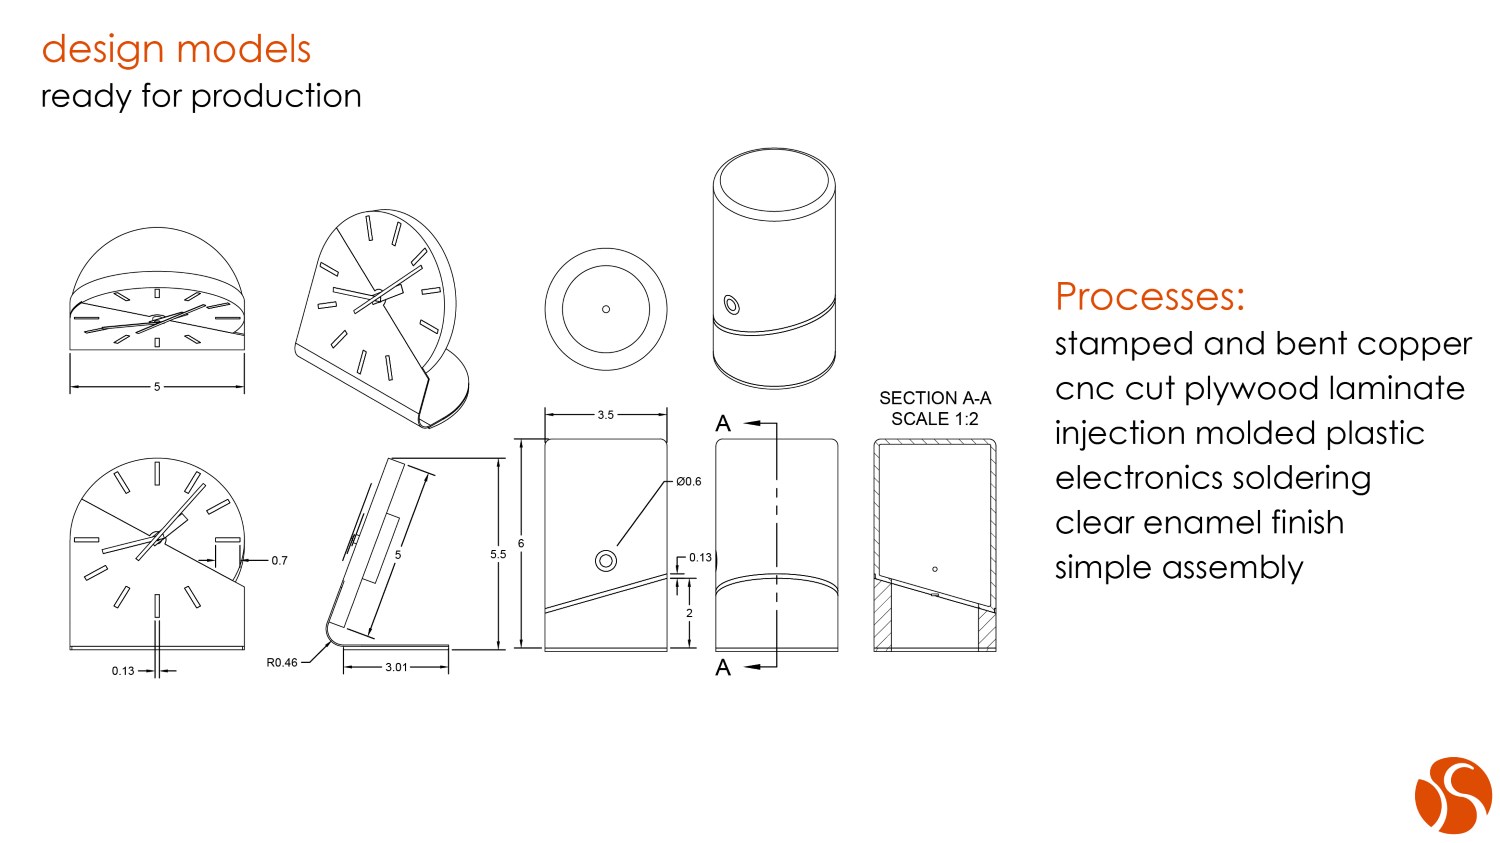 design models
ready for production
5
0.7
0.13
R0.46
3.01
5
5.5
3.5
6
Ø0.6
0.13
2
A
A
SECTION A-A
SCALE 1:2
Processes:
stamped and bent copper
cnc cut plywood laminate
injection molded plastic
electronics soldering
clear enamel finish
simple assembly